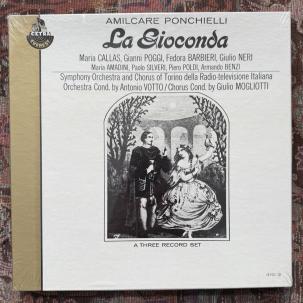 AMILCARE PONCHIELLI
CETRA
EVEREST
La Gioconda
Maria CALLAS, Gianni POGGI, Fedora BARBIERI, Giulio NERI
Maria AMADINI, Paolo SILVERI, Piero POLDI, Armando BENZI
Symphony Orchestra and Chorus of Torino della Radio-televisione Italiana
Orchestra Cond. by Antonio VOTTO/Chorus Cond. by Giulio MOGLIOTTI
A THREE RECORD SET